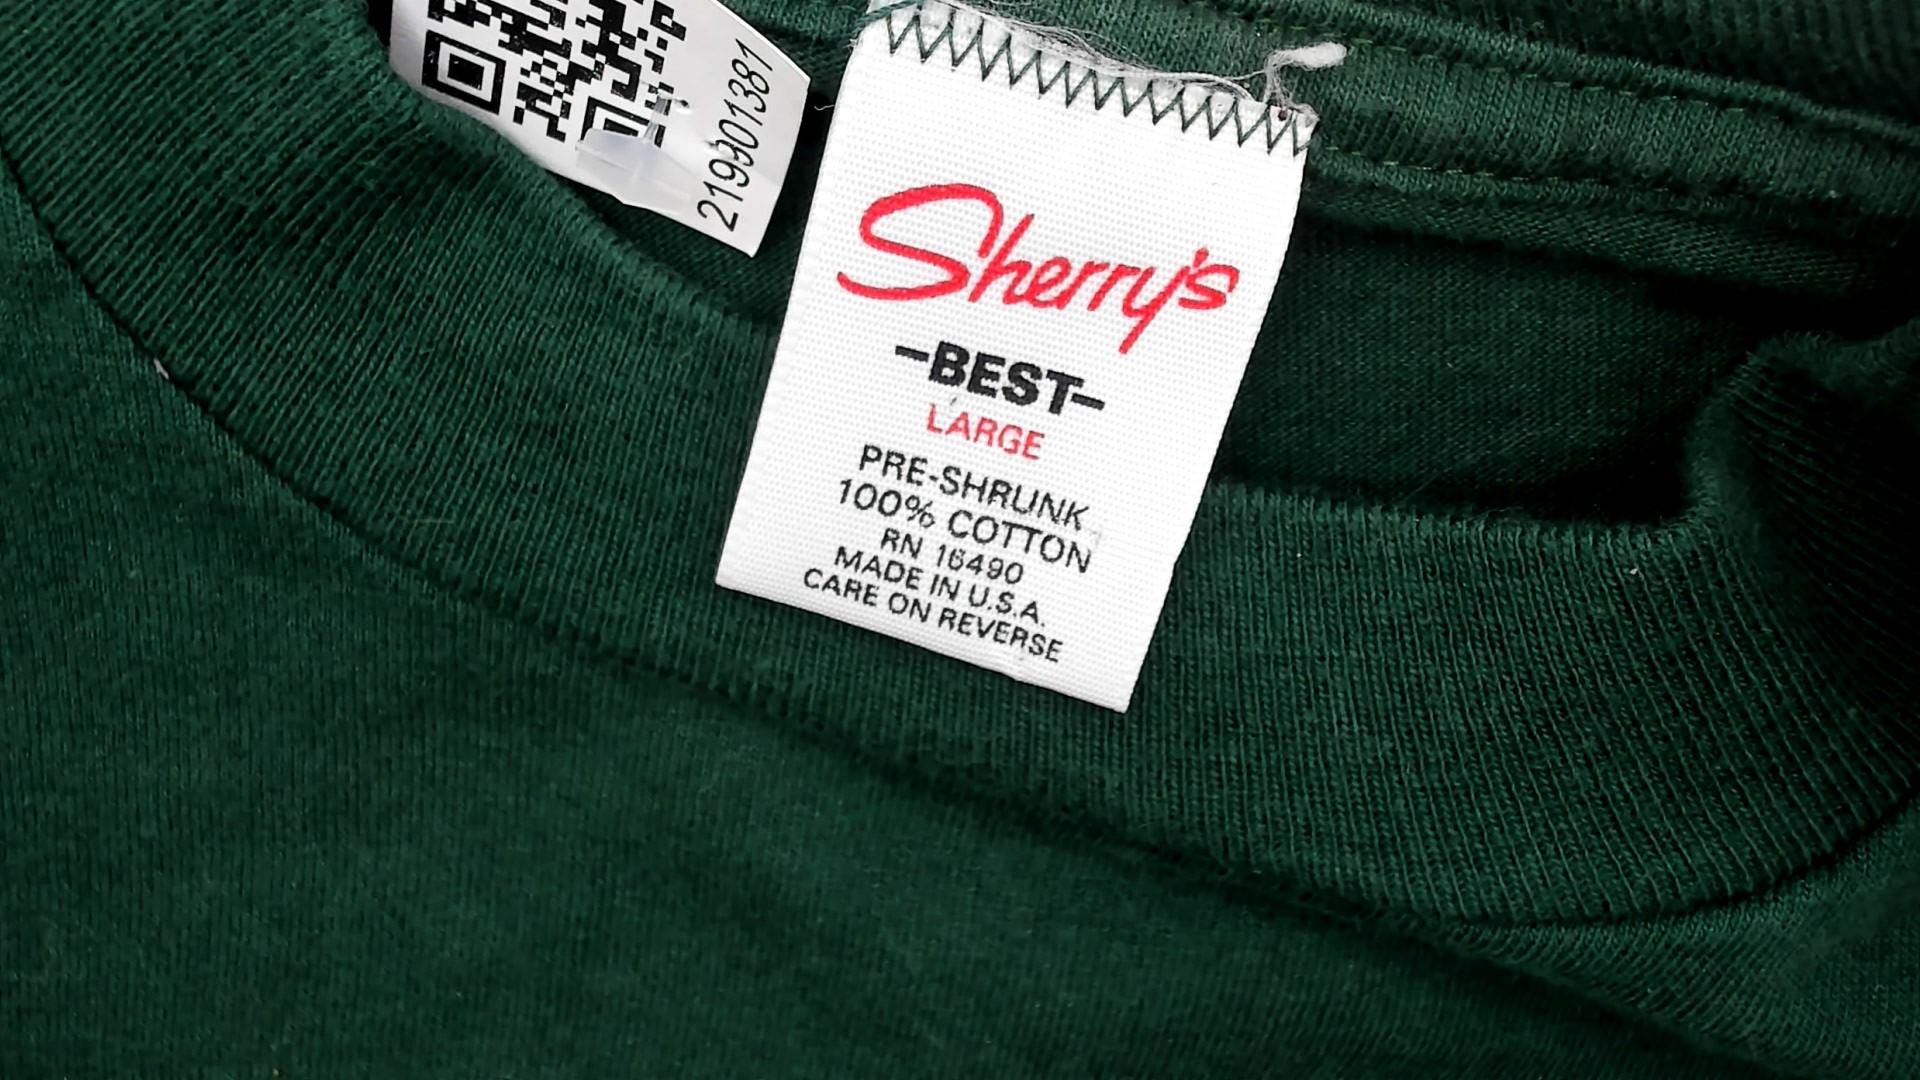 219901381
Sherry's
-BEST-
LARGE
PRE-SHRUNK
100% COTTON
RN 16490
MADE IN U.S.A.
CARE ON REVERSE